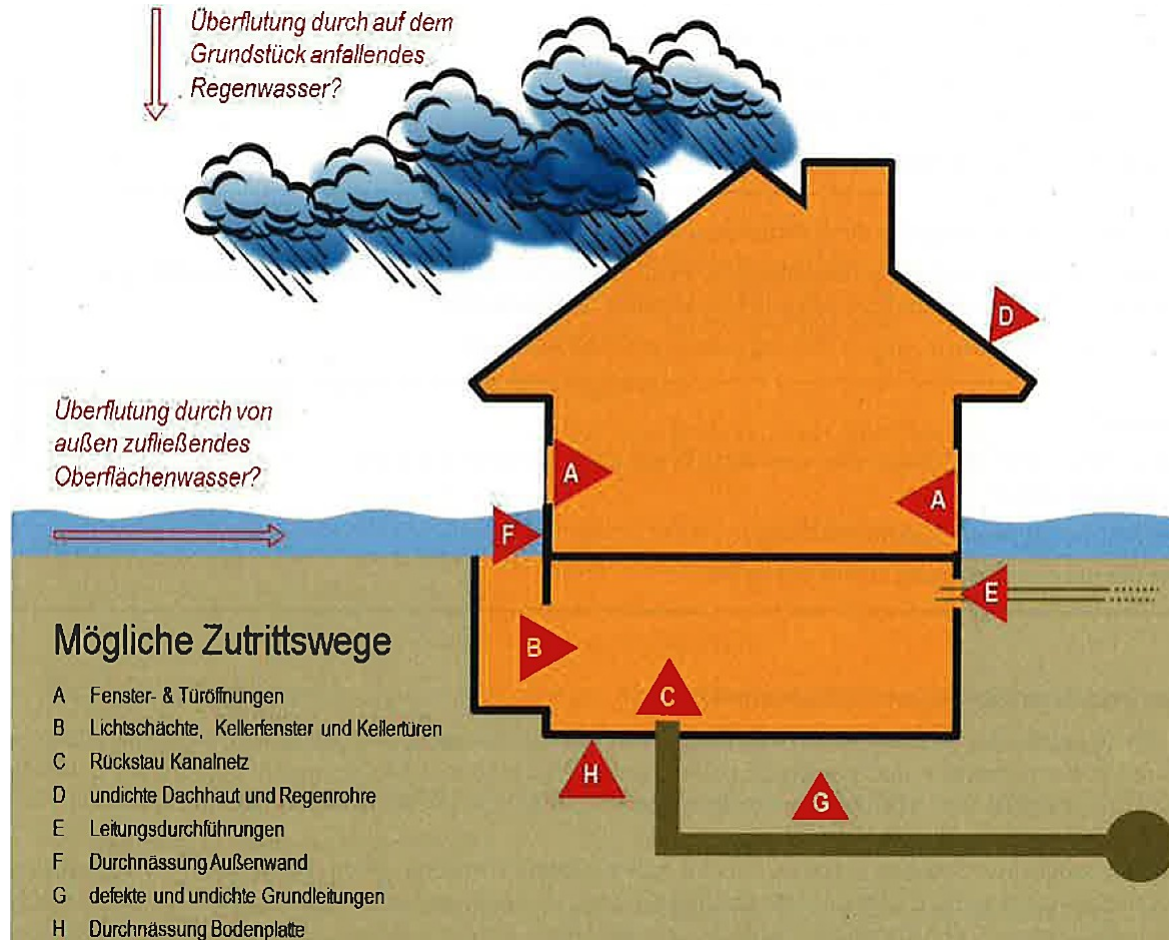 Überflutung durch auf dem
Grundstück anfallendes
Regenwasser?
D
Überflutung durch von
außen zufließendes
Oberflächenwasser?
A
A
F
E
B
C
H
G
Mögliche Zutrittswege
A Fenster- & Türöffnungen
B Lichtschächte, Kellerfenster und Kellertüren
C Rückstau Kanalnetz
D undichte Dachhaut und Regenrohre
E Leitungsdurchführungen
F Durchnässung Außenwand
G defekte und undichte Grundleitungen
H Durchnässung Bodenplatte